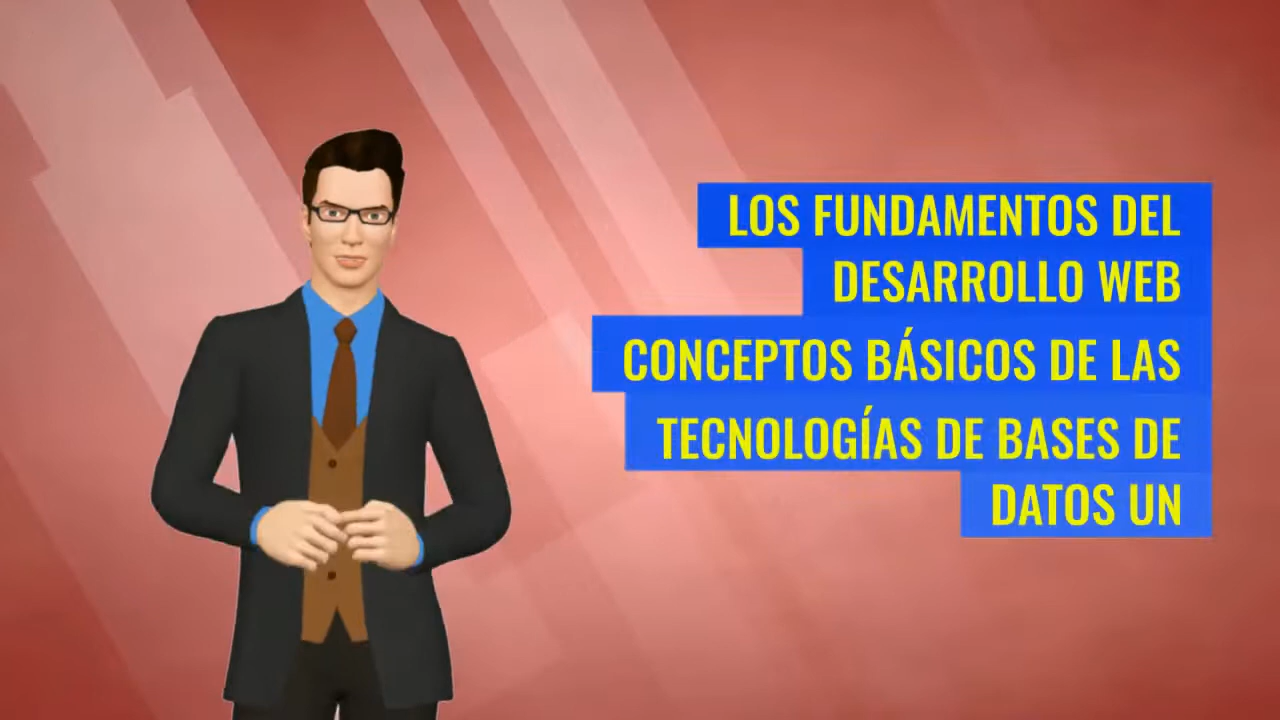 LOS FUNDAMENTOS DEL
DESARROLLO WEB
CONCEPTOS BÁSICOS DE LAS
TECNOLOGÍAS DE BASES DE
DATOS UN